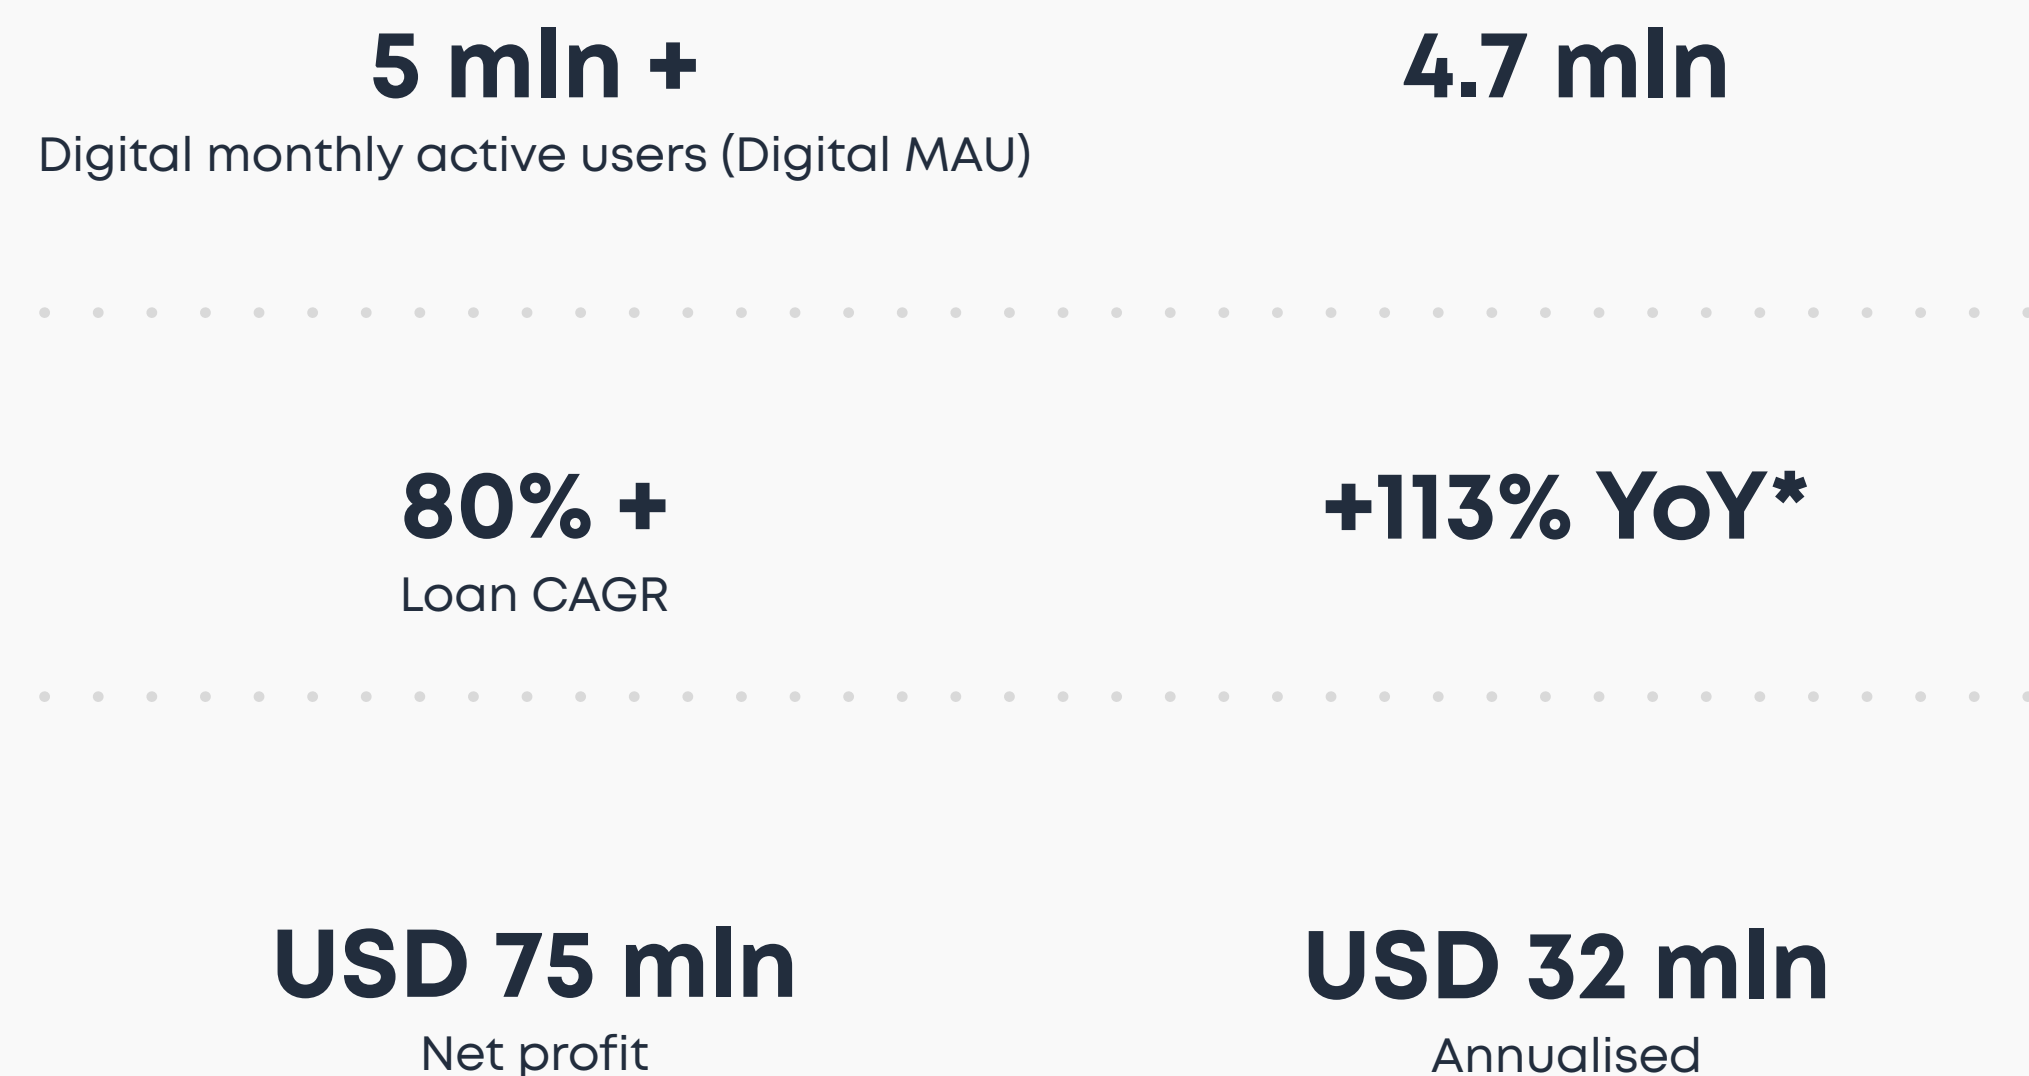 5 mln +
4.7 mln
Digital monthly active users (Digital MAU)
80% +
+113% YoY*
Loan CAGR
USD 75 mln
USD 32 mln
Net profit
Annualised